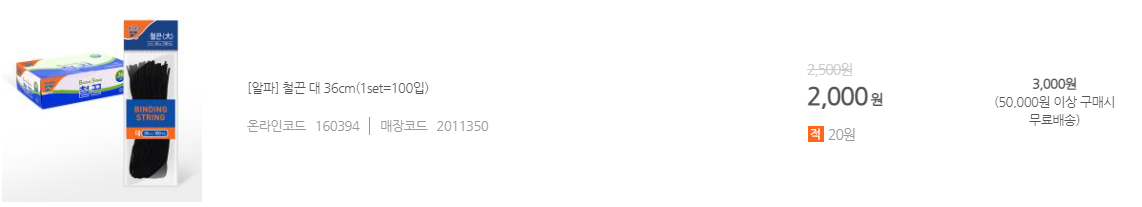 철끈(大)
철끈
BINDING
STRING
대
[알파] 철끈 대 36cm(1set=100입)
온라인코드 160394 | 매장코드 2011350
2,500원
2,000 원
적 20원
3,000원
(50,000원 이상 구매시
무료배송)